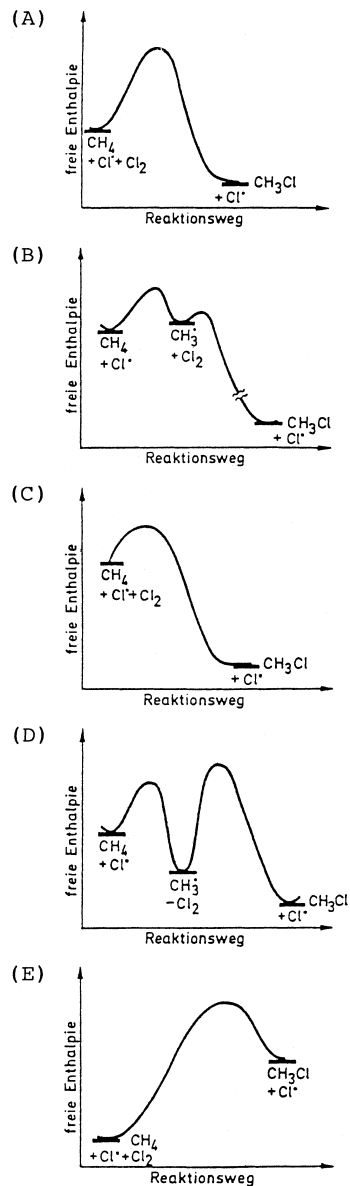 (A)
freie Enthalpie
CH4
+ Cl• + Cl2
CH3Cl
+ Cl•
Reaktionsweg
(B)
freie Enthalpie
CH4
+ Cl•
CH3•
+ Cl2
CH3Cl
+ Cl•
Reaktionsweg
(C)
freie Enthalpie
CH4
+ Cl• + Cl2
CH3Cl
+ Cl•
Reaktionsweg
(D)
freie Enthalpie
CH4
+ Cl•
CH3•
– Cl2
CH3Cl
+ Cl•
Reaktionsweg
(E)
freie Enthalpie
CH4
+ Cl• + Cl2
CH3Cl
+ Cl•
Reaktionsweg